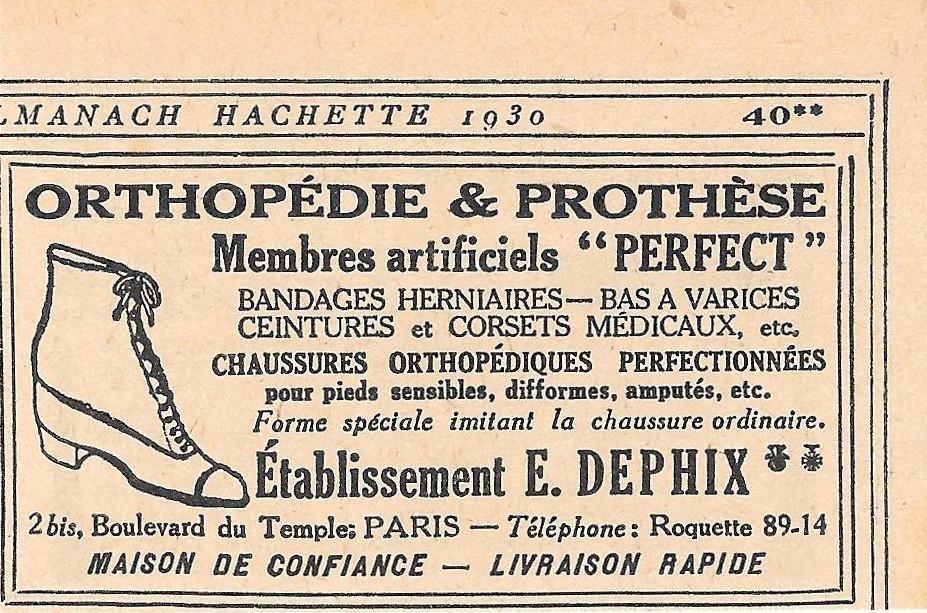 LMANACH HACHETTE 1930 40**
ORTHOPÉDIE & PROTHÈSE
Membres artificiels "PERFECT"
BANDAGES HERNIAIRES — BAS A VARICES
CEINTURES et CORSETS MÉDICAUX, etc.
CHAUSSURES ORTHOPÉDIQUES PERFECTIONNÉES
pour pieds sensibles, difformes, amputés, etc.
Forme spéciale imitant la chaussure ordinaire.
Établissement E. DEPHIX
2 bis, Boulevard du Temple; PARIS — Téléphone: Roquette 89-14
MAISON DE CONFIANCE — LIVRAISON RAPIDE